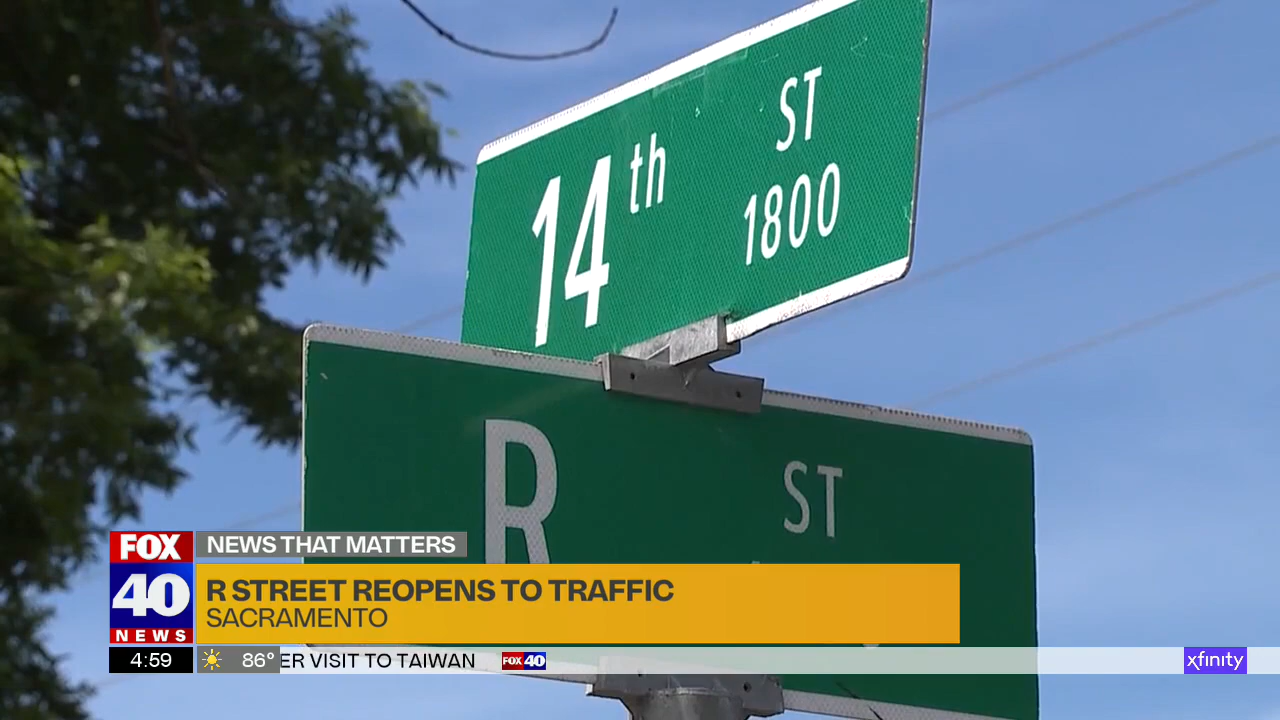 14th ST
1800
R ST
FOX
40
NEWS
NEWS THAT MATTERS
R STREET REOPENS TO TRAFFIC
SACRAMENTO
4:59
86°
VISIT TO TAIWAN
FOX 40
xfinity